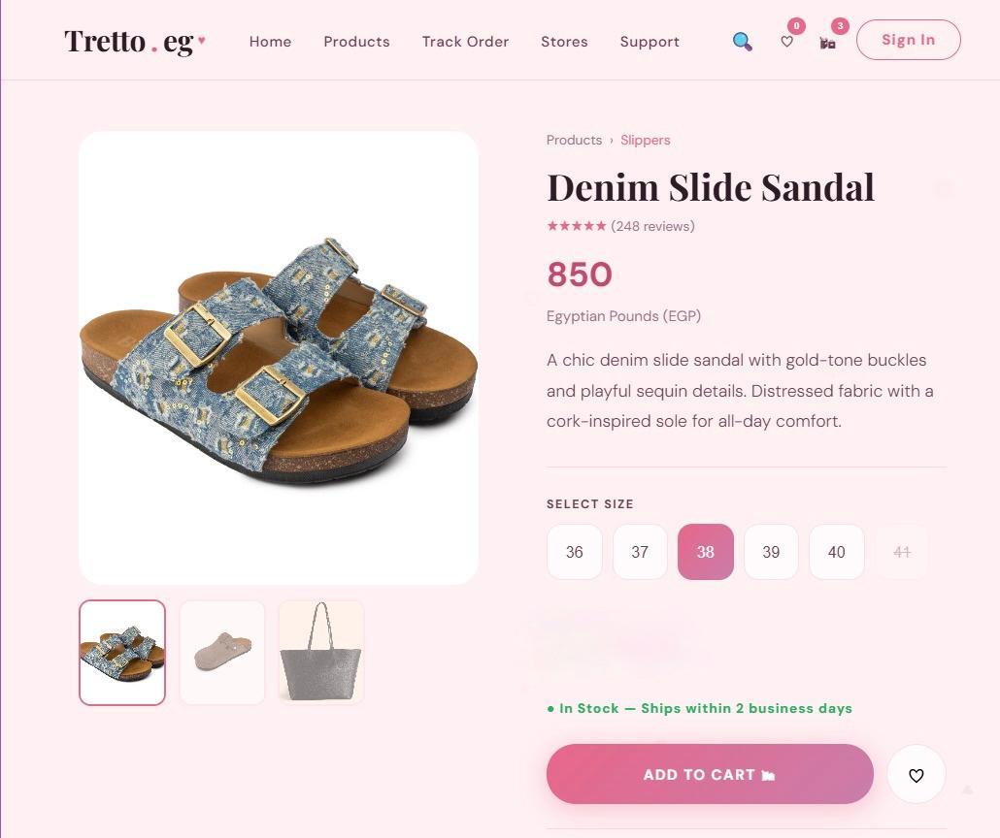 Tretto.eg♥
Home Products Track Order Stores Support
0
3
Sign In
Products › Slippers
Denim Slide Sandal
★★★★★ (248 reviews)
850
Egyptian Pounds (EGP)
A chic denim slide sandal with gold-tone buckles
and playful sequin details. Distressed fabric with a
cork-inspired sole for all-day comfort.
SELECT SIZE
36 37 38 39 40 41
● In Stock — Ships within 2 business days
ADD TO CART